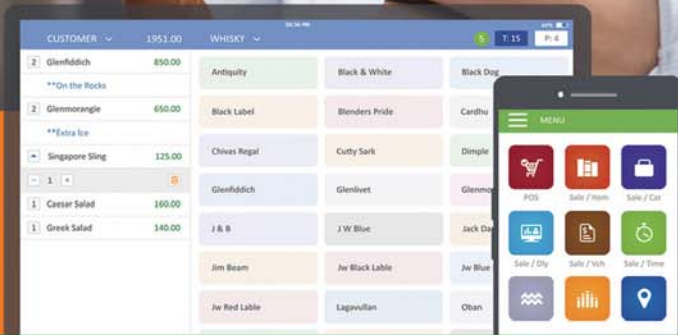 CUSTOMER 1951.00 WHISKY 5 T: 15 P: 4
2 Glenfiddich 850.00
**On the Rocks
2 Glenmorangie 650.00
**Extra Ice
Singapore Sling 125.00
- 1 +
1 Caesar Salad 160.00
1 Greek Salad 140.00
Antiquity Black & White Black Dog
Black Label Blenders Pride Cardhu
Chivas Regal Cutty Sark Dimple
Glenfiddich Glenlivet Glenmo
J & B J W Blue Jack Da
Jim Beam Jw Black Lable Jw Blue
Jw Red Lable Lagavullan Oban
MENU
POS Sale / Item Sale / Cat
Sale / Dly Sale / Vch Sale / Time